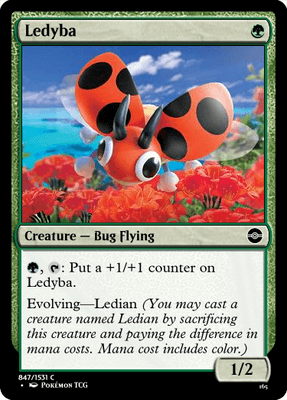 Ledyba
Creature — Bug Flying
, : Put a +1/+1 counter on
Ledyba.
Evolving—Ledian (You may cast a
creature named Ledian by sacrificing
this creature and paying the difference in
mana costs. Mana cost includes color.)
1/2
847/1531 C
• Pokémon TCG
165